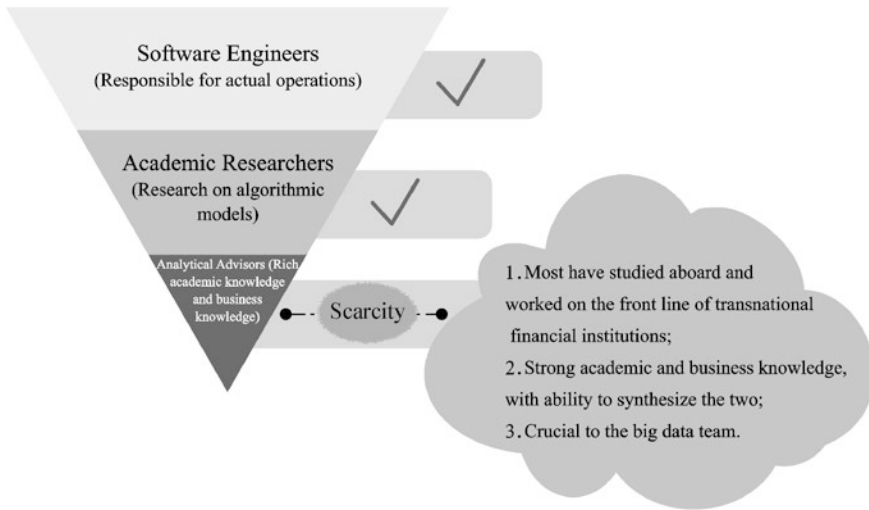 Software Engineers
(Responsible for actual operations)
Academic Researchers
(Research on algorithmic
models)
Analytical Advisors (Rich
academic knowledge
and business
knowledge)
Scarcity
1. Most have studied aboard and
worked on the front line of transnational
financial institutions;
2. Strong academic and business knowledge,
with ability to synthesize the two;
3. Crucial to the big data team.